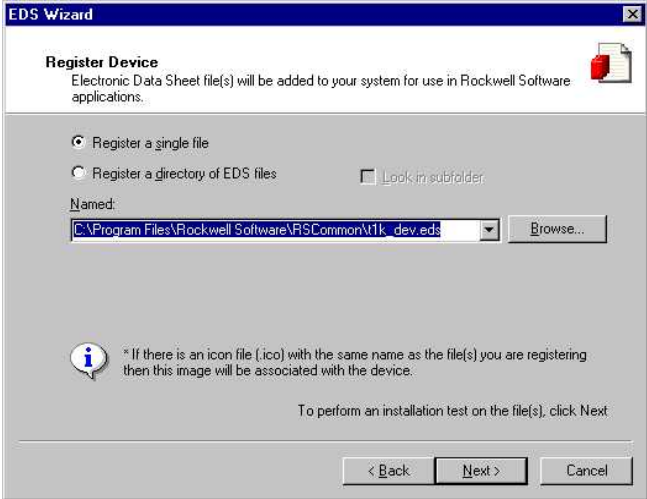 EDS Wizard
Register Device
Electronic Data Sheet file(s) will be added to your system for use in Rockwell Software
applications.
Register a single file
Register a directory of EDS files
Look in subfolder
Named:
C:\Program Files\Rockwell Software\RSCommon\t1k_dev.eds
Browse...
* If there is an icon file (.ico) with the same name as the file(s) you are registering
then this image will be associated with the device.
To perform an installation test on the file(s), click Next
< Back
Next >
Cancel